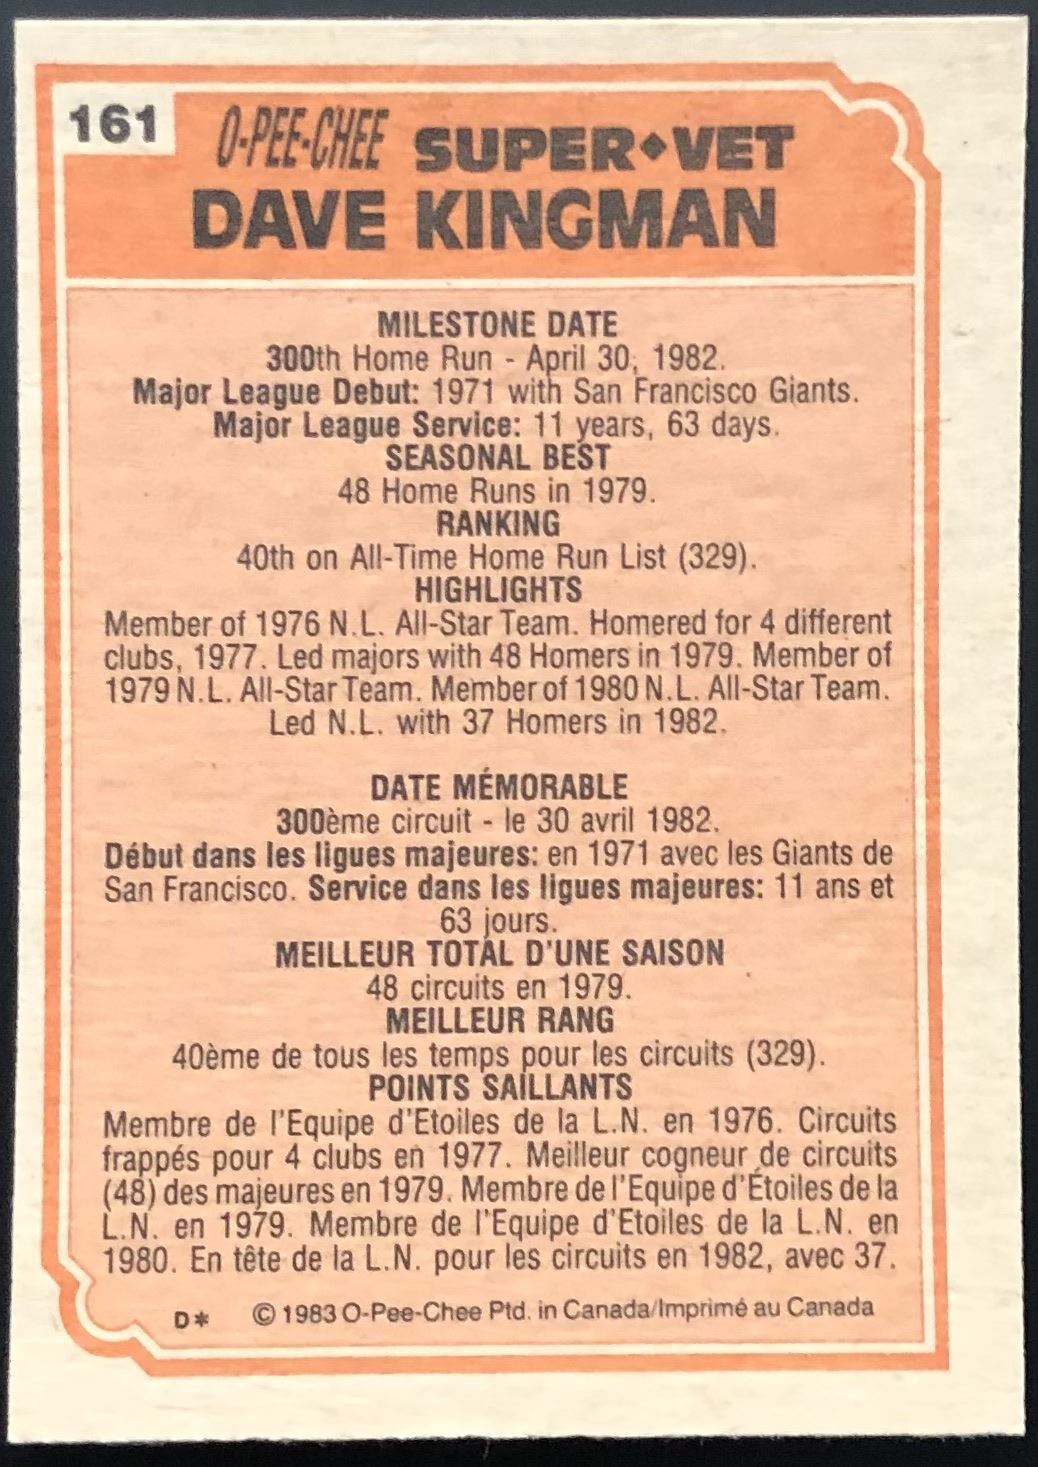 161
O-PEE-CHEE SUPER◆VET
DAVE KINGMAN
MILESTONE DATE
300th Home Run - April 30, 1982.
Major League Debut: 1971 with San Francisco Giants.
Major League Service: 11 years, 63 days.
SEASONAL BEST
48 Home Runs in 1979.
RANKING
40th on All-Time Home Run List (329).
HIGHLIGHTS
Member of 1976 N.L. All-Star Team. Homered for 4 different
clubs, 1977. Led majors with 48 Homers in 1979. Member of
1979 N.L. All-Star Team. Member of 1980 N.L. All-Star Team.
Led N.L. with 37 Homers in 1982.
DATE MÉMORABLE
300ème circuit - le 30 avril 1982.
Début dans les ligues majeures: en 1971 avec les Giants de
San Francisco. Service dans les ligues majeures: 11 ans et
63 jours.
MEILLEUR TOTAL D'UNE SAISON
48 circuits en 1979.
MEILLEUR RANG
40ème de tous les temps pour les circuits (329).
POINTS SAILLANTS
Membre de l'Equipe d'Etoiles de la L.N. en 1976. Circuits
frappés pour 4 clubs en 1977. Meilleur cogneur de circuits
(48) des majeures en 1979. Membre de l'Equipe d'Étoiles de la
L.N. en 1979. Membre de l'Equipe d'Etoiles de la L.N. en
1980. En tête de la L.N. pour les circuits en 1982, avec 37.
D* © 1983 O-Pee-Chee Ptd. in Canada/Imprimé au Canada